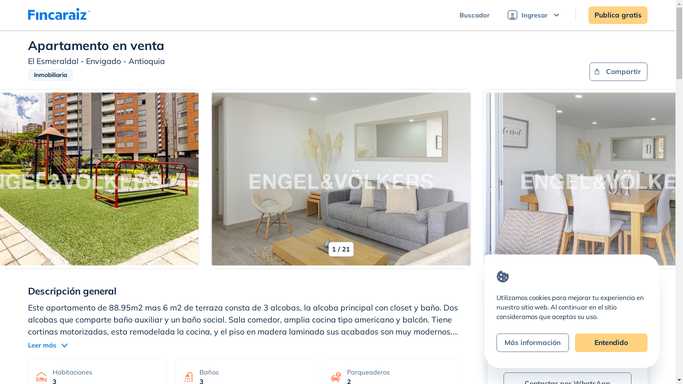 Fincaraiz
Buscador
Ingresar
Publica gratis
Apartamento en venta
El Esmeraldal - Envigado - Antioquia
Inmobiliaria
Compartir
ENGEL&VÖLKERS
ENGEL&VÖLKERS
ENGEL&VÖLKERS
1 / 21
Descripción general
Este apartamento de 88.95m2 mas 6 m2 de terraza consta de 3 alcobas, la alcoba principal con closet y baño. Dos
alcobas que comparte baño auxiliar y un baño social. Sala comedor, amplia cocina tipo americano y balcón. Tiene
cortinas motorizadas, esta remodelada la cocina, y el piso en madera laminada sus acabados son muy modernos....
Leer más
Habitaciones
3
Baños
3
Parqueaderos
2
Utilizamos cookies para mejorar tu experiencia en
nuestro sitio web. Al continuar en el sitio
consideramos que aceptas su uso.
Más información
Entendido
Contactar por WhatsApp